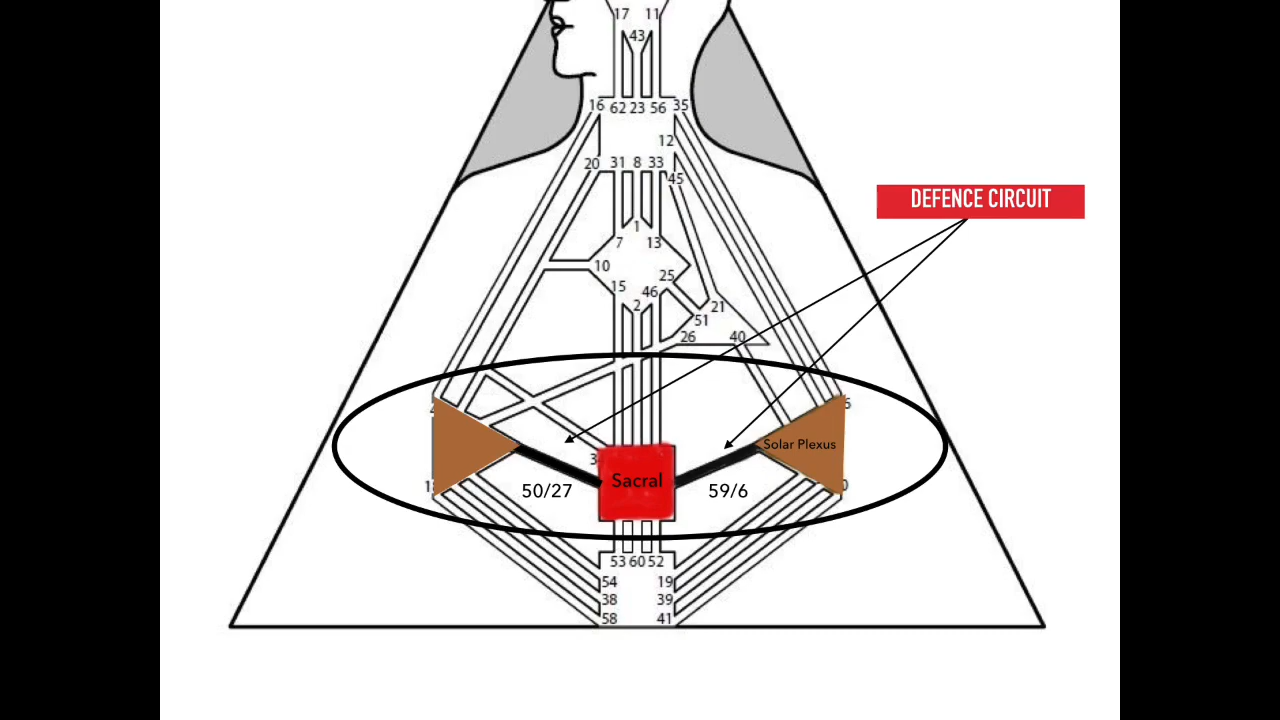 17 11
43
16 62 23 56 35
12
20 31 8 33
45
DEFENCE CIRCUIT
1
7 13
10
25
15 46
2
21
51
26 40
Solar Plexus
Sacral
50/27 59/6
53 60 52
54 19
38 39
58 41